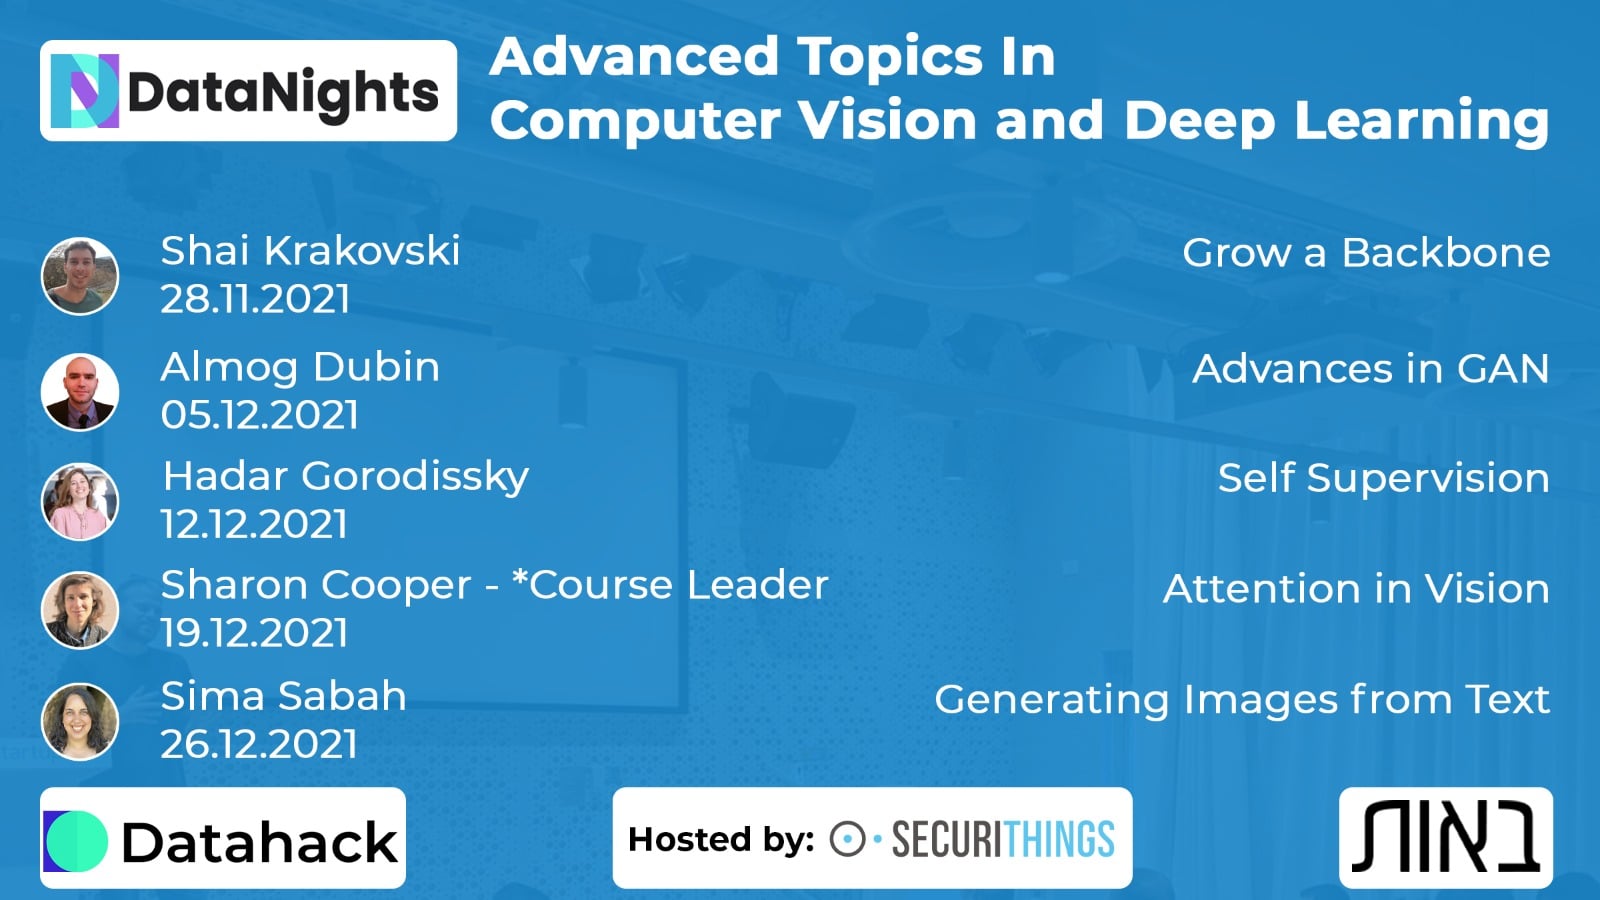 DataNights
Advanced Topics In
Computer Vision and Deep Learning
Shai Krakovski
28.11.2021
Grow a Backbone
Almog Dubin
05.12.2021
Advances in GAN
Hadar Gorodissky
12.12.2021
Self Supervision
Sharon Cooper - *Course Leader
19.12.2021
Attention in Vision
Sima Sabah
26.12.2021
Generating Images from Text
Datahack
Hosted by: SECURITHINGS
באות